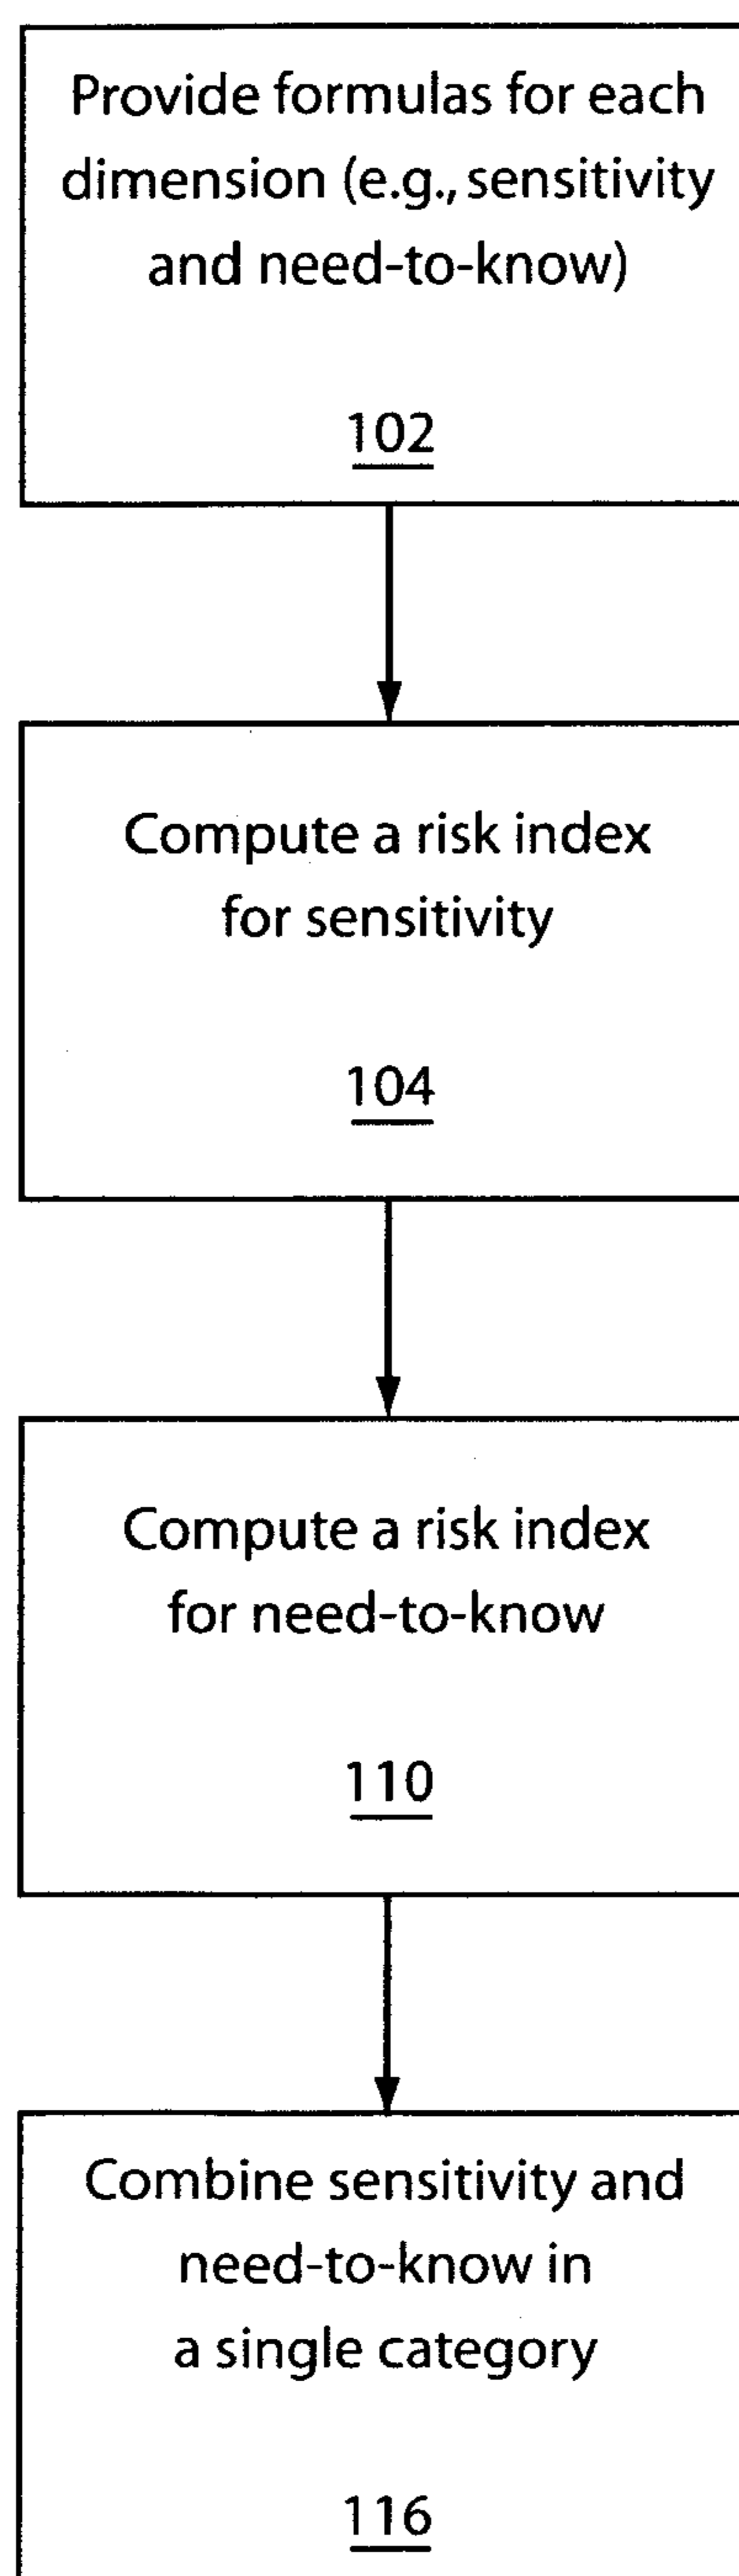 Provide formulas for each
dimension (e.g., sensitivity
and need-to-know)
102
Compute a risk index
for sensitivity
104
Compute a risk index
for need-to-know
110
Combine sensitivity and
need-to-know in
a single category
116